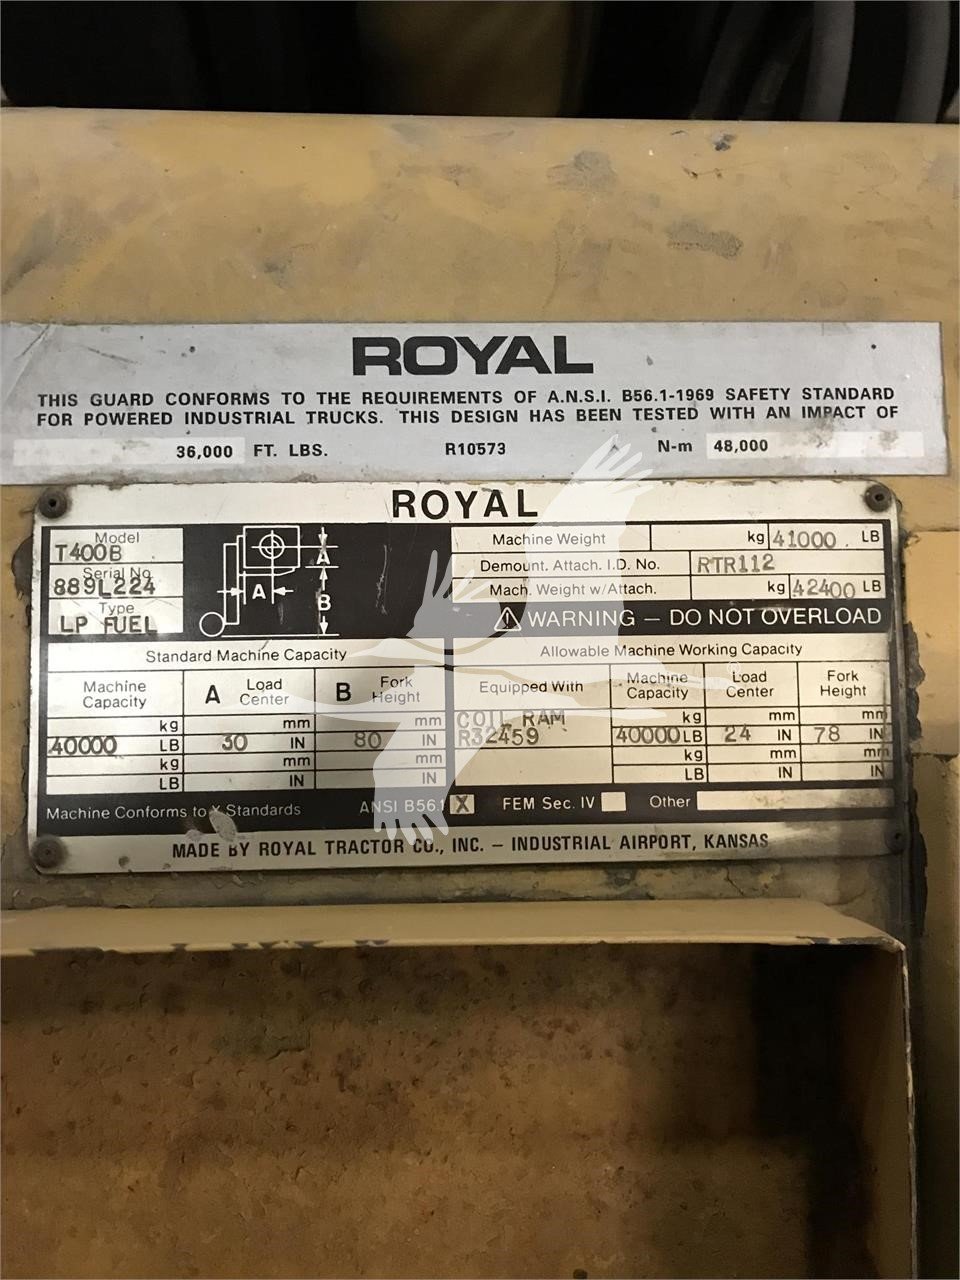 ROYAL
THIS GUARD CONFORMS TO THE REQUIREMENTS OF A.N.S.I. B56.1-1969 SAFETY STANDARD
FOR POWERED INDUSTRIAL TRUCKS. THIS DESIGN HAS BEEN TESTED WITH AN IMPACT OF
36,000 FT. LBS. R10573 N-m 48,000
ROYAL
Model
T400B
Serial No.
889L224
Type
LP FUEL
A
A
B
Machine Weight kg 41000 LB
Demount. Attach. I.D. No. RTR112
Mach. Weight w/Attach. kg 42400 LB
WARNING – DO NOT OVERLOAD
Standard Machine Capacity
Allowable Machine Working Capacity
Machine Capacity A Load Center B Fork Height Equipped With Machine Capacity Load Center Fork Height
kg mm mm COIL RAM kg mm mm
40000 LB 30 IN 80 IN R32459 40000 LB 24 IN 78 IN
kg mm mm kg mm mm
LB IN IN LB IN IN
Machine Conforms to X Standards ANSI B56.1 X FEM Sec. IV Other
MADE BY ROYAL TRACTOR CO., INC. – INDUSTRIAL AIRPORT, KANSAS